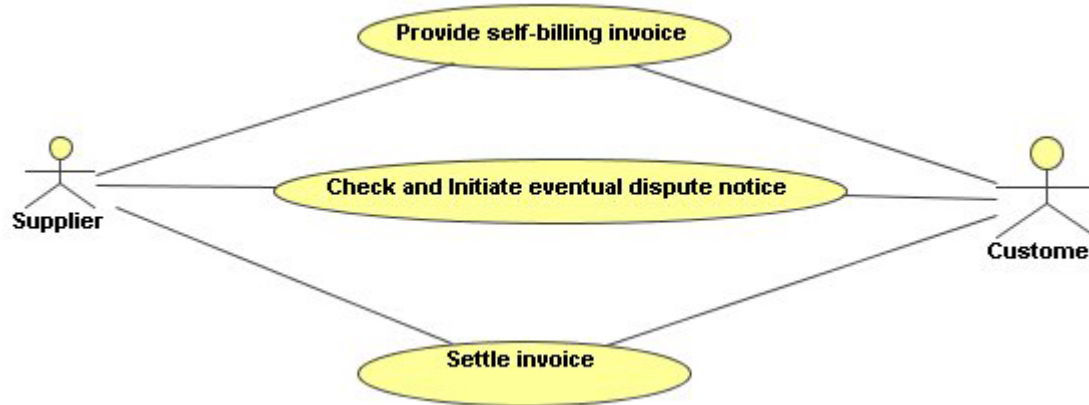 Provide self-billing invoice
Check and Initiate eventual dispute notice
Supplier
Custome
Settle invoice